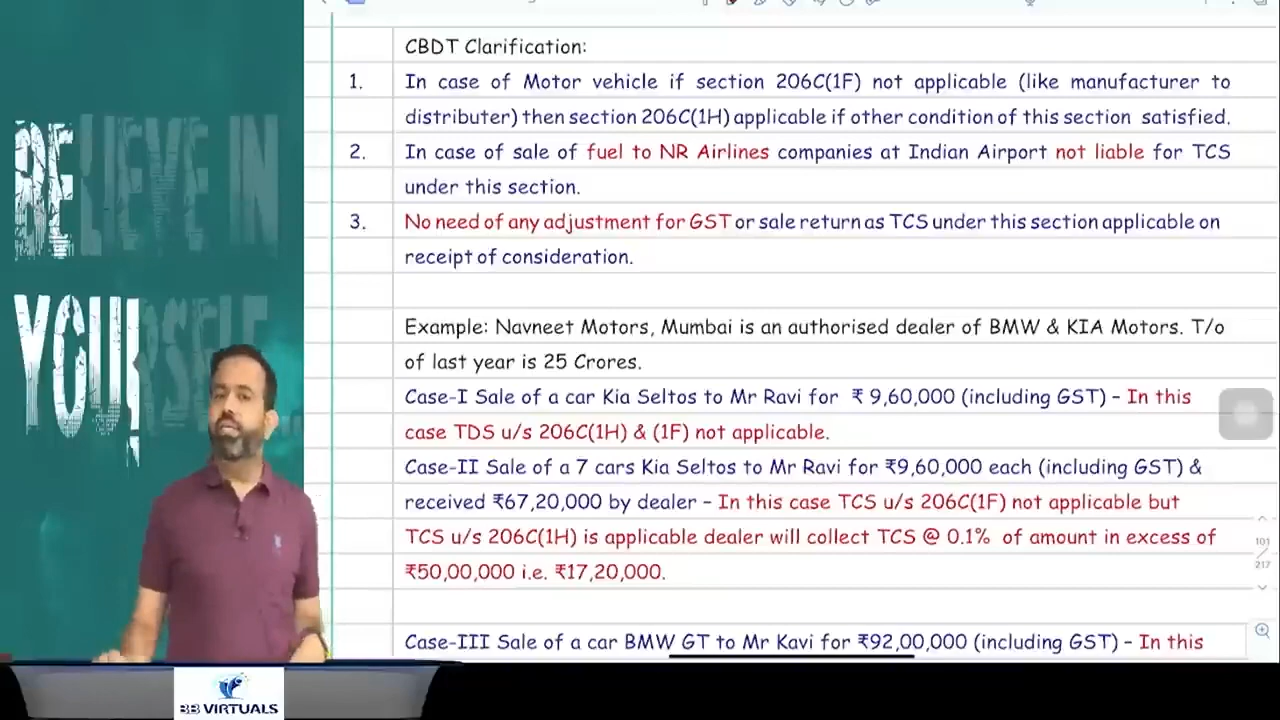 BELIEVE IN
YOURSELF
CBDT Clarification:
1. In case of Motor vehicle if section 206C(1F) not applicable (like manufacturer to
distributer) then section 206C(1H) applicable if other condition of this section satisfied.
2. In case of sale of fuel to NR Airlines companies at Indian Airport not liable for TCS
under this section.
3. No need of any adjustment for GST or sale return as TCS under this section applicable on
receipt of consideration.
Example: Navneet Motors, Mumbai is an authorised dealer of BMW & KIA Motors. T/o
of last year is 25 Crores.
Case-I Sale of a car Kia Seltos to Mr Ravi for ₹ 9,60,000 (including GST) – In this
case TDS u/s 206C(1H) & (1F) not applicable.
Case-II Sale of a 7 cars Kia Seltos to Mr Ravi for ₹9,60,000 each (including GST) &
received ₹67,20,000 by dealer – In this case TCS u/s 206C(1F) not applicable but
TCS u/s 206C(1H) is applicable dealer will collect TCS @ 0.1% of amount in excess of
₹50,00,000 i.e. ₹17,20,000.
Case-III Sale of a car BMW GT to Mr Kavi for ₹92,00,000 (including GST) – In this
101
217
BB VIRTUALS